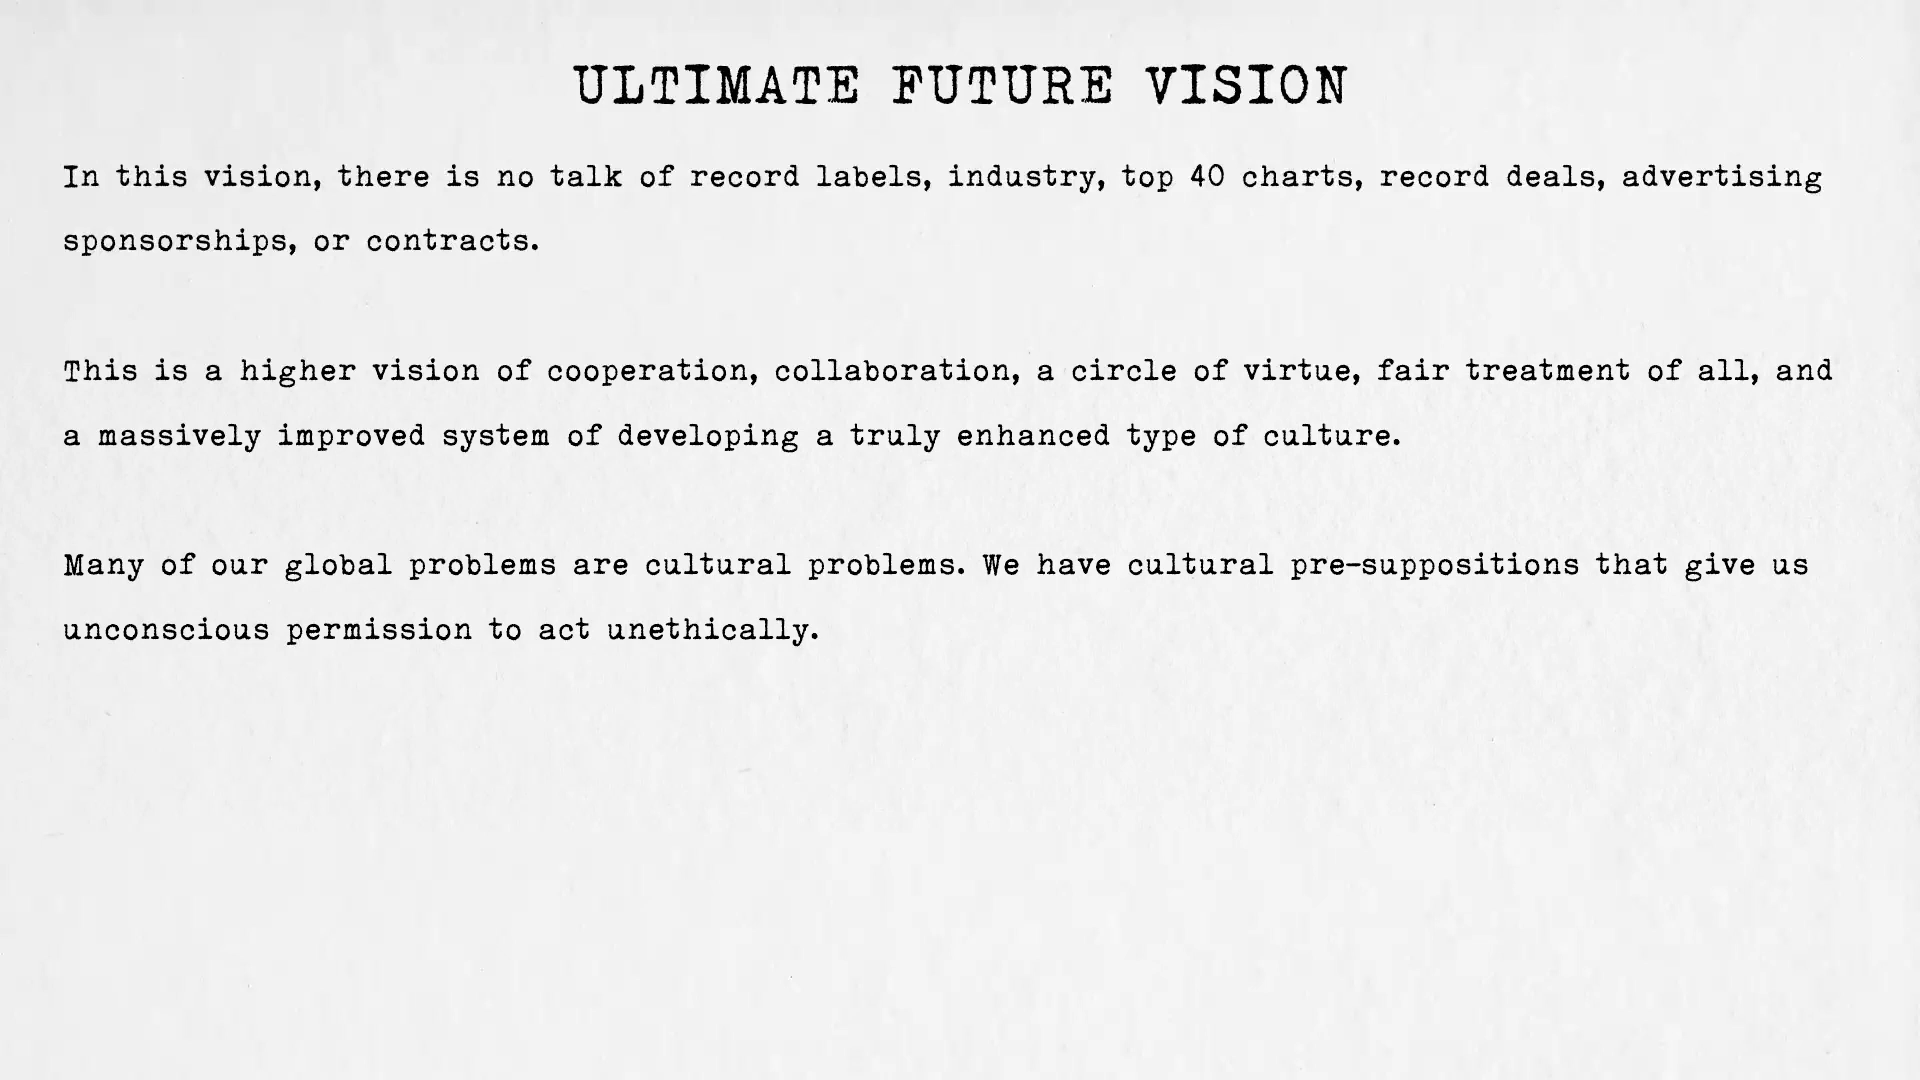 ULTIMATE FUTURE VISION
In this vision, there is no talk of record labels, industry, top 40 charts, record deals, advertising
sponsorships, or contracts.
This is a higher vision of cooperation, collaboration, a circle of virtue, fair treatment of all, and
a massively improved system of developing a truly enhanced type of culture.
Many of our global problems are cultural problems. We have cultural pre-suppositions that give us
unconscious permission to act unethically.